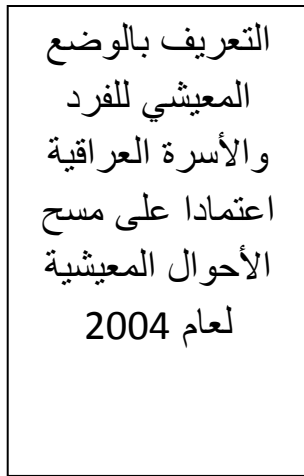 التعريف بالوضع
المعيشي للفرد
والأسرة العراقية
اعتمادا على مسح
الأحوال المعيشية
لعام 2004